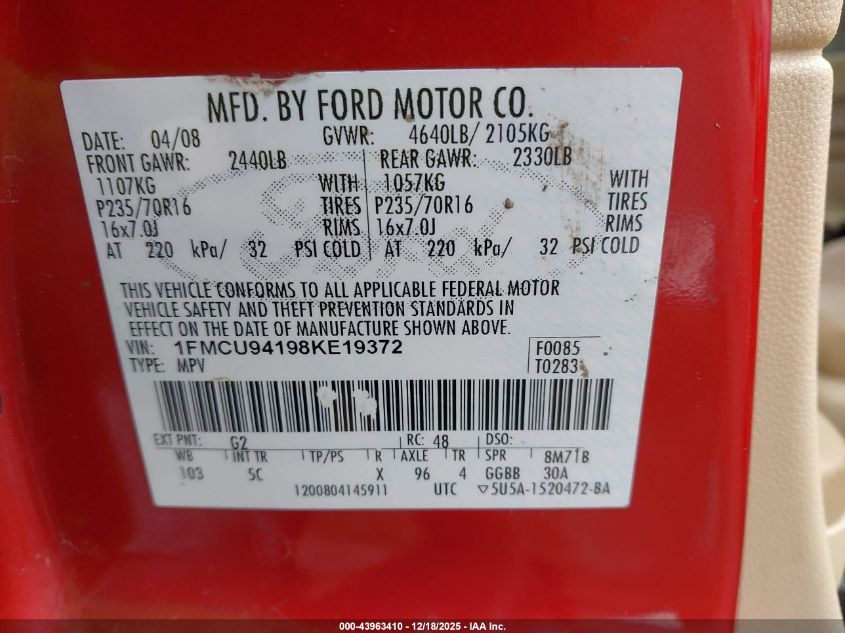 MFD. BY FORD MOTOR CO.
DATE: 04/08 GVWR: 4640LB/ 2105KG
FRONT GAWR: 2440LB REAR GAWR: 2330LB
1107KG WITH 1057KG WITH
P235/70R16 TIRES P235/70R16 TIRES
16x7.0J RIMS 16x7.0J RIMS
AT 220 kPa/ 32 PSI COLD AT 220 kPa/ 32 PSI COLD
THIS VEHICLE CONFORMS TO ALL APPLICABLE FEDERAL MOTOR
VEHICLE SAFETY AND THEFT PREVENTION STANDARDS IN
EFFECT ON THE DATE OF MANUFACTURE SHOWN ABOVE.
VIN: 1FMCU94198KE19372 F0085
TYPE: MPV T0283
EXT PNT: G2 RC: 48 DSO:
WB INT TR TP/PS R AXLE TR SPR 8M71B
103 5C X 96 4 GGBB 30A
1200804145911 UTC ▽5U5A-1520472-BA
000-43963410 - 12/18/2025 - IAA Inc.